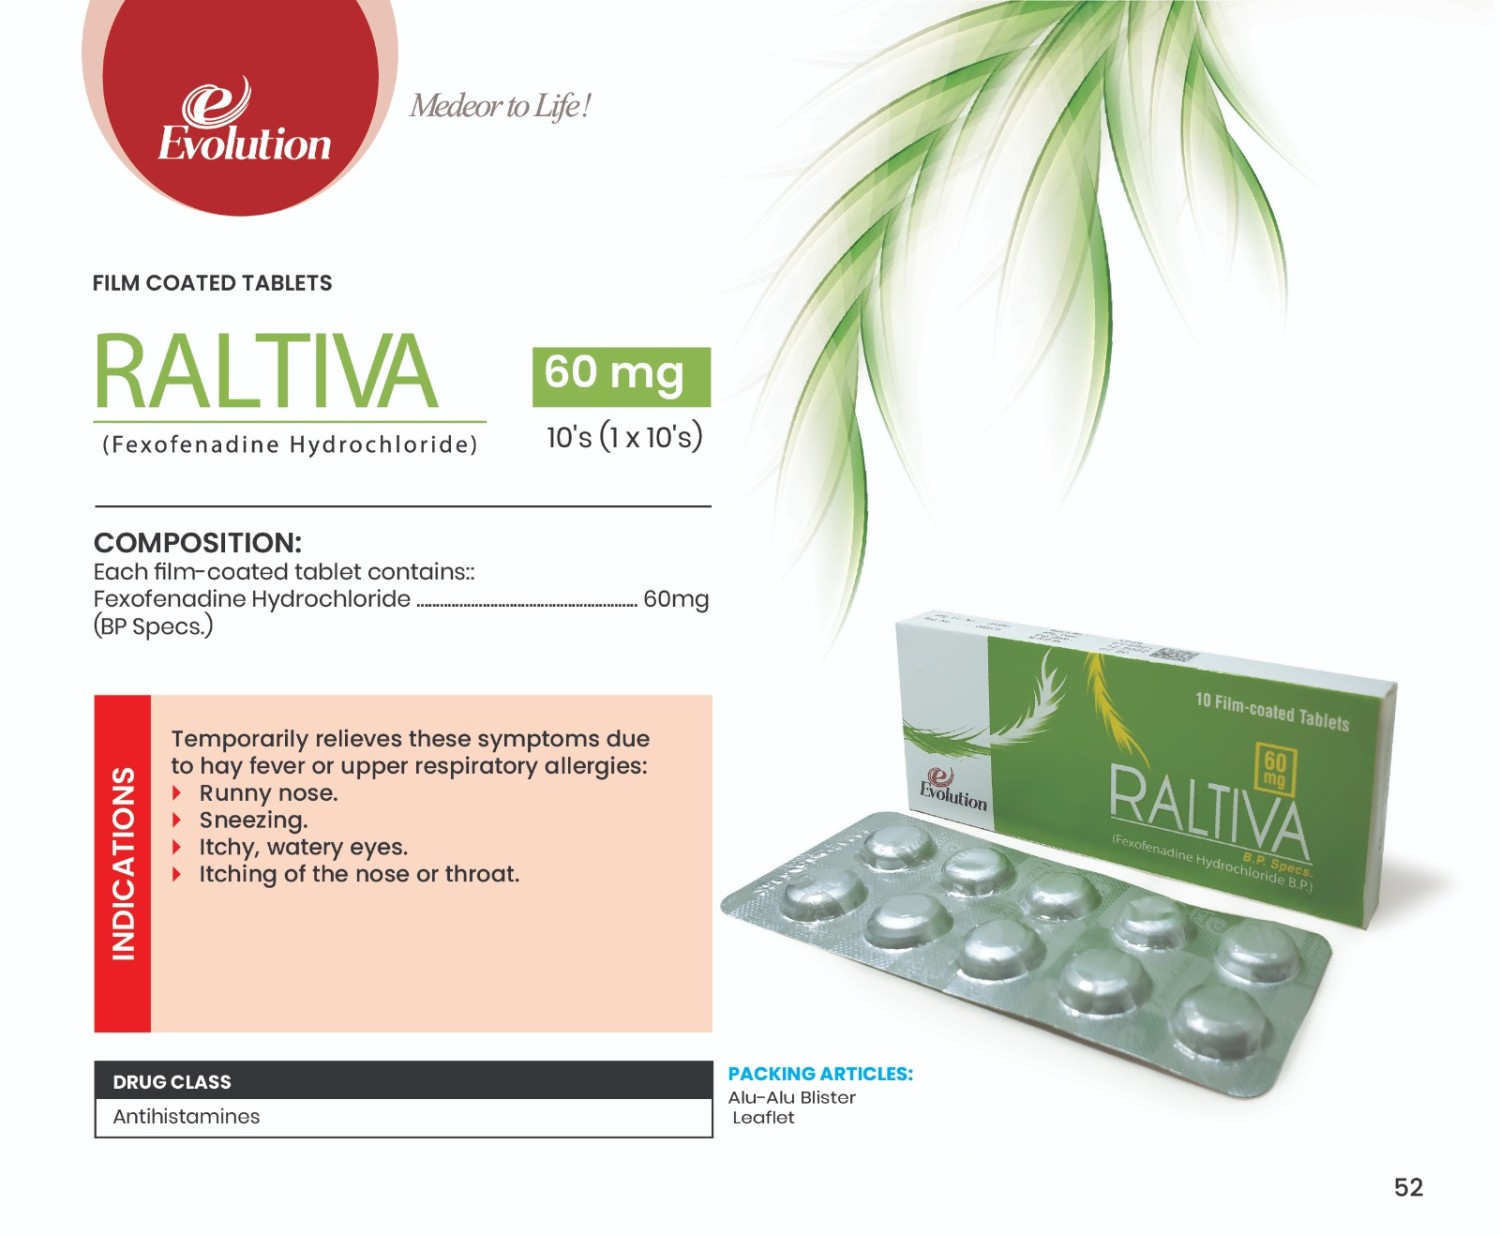 Evolution
Medeor to Life!
FILM COATED TABLETS
RALTIVA
60 mg
(Fexofenadine Hydrochloride)
10's (1 x 10's)
COMPOSITION:
Each film-coated tablet contains::
Fexofenadine Hydrochloride ........................................................ 60mg
(BP Specs.)
INDICATIONS
Temporarily relieves these symptoms due
to hay fever or upper respiratory allergies:
Runny nose.
Sneezing.
Itchy, watery eyes.
Itching of the nose or throat.
DRUG CLASS
Antihistamines
10 Film-coated Tablets
60
mg
RALTIVA
B.P. Specs.
(Fexofenadine Hydrochloride B.P.)
Evolution
PACKING ARTICLES:
Alu-Alu Blister
Leaflet
52